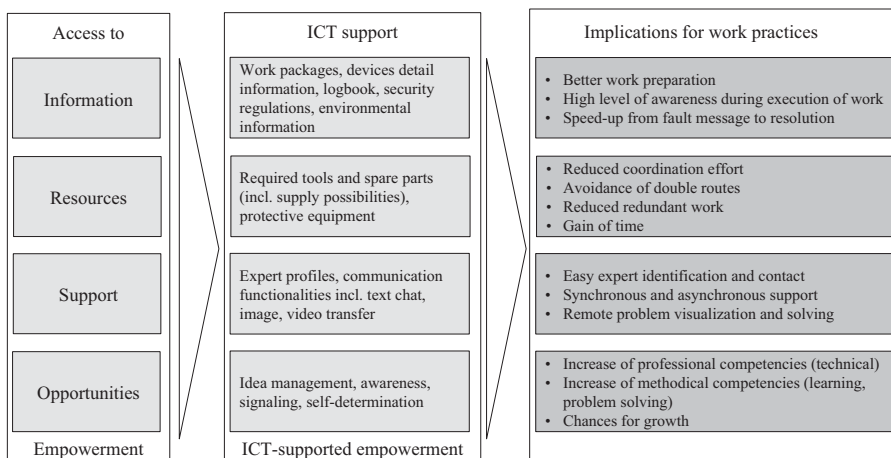 Access to
Information
Resources
Support
Opportunities
Empowerment
ICT support
Work packages, devices detail
information, logbook, security
regulations, environmental
information
Required tools and spare parts
(incl. supply possibilities),
protective equipment
Expert profiles, communication
functionalities incl. text chat,
image, video transfer
Idea management, awareness,
signaling, self-determination
ICT-supported empowerment
Implications for work practices
• Better work preparation
• High level of awareness during execution of work
• Speed-up from fault message to resolution
• Reduced coordination effort
• Avoidance of double routes
• Reduced redundant work
• Gain of time
• Easy expert identification and contact
• Synchronous and asynchronous support
• Remote problem visualization and solving
• Increase of professional competencies (technical)
• Increase of methodical competencies (learning,
problem solving)
• Chances for growth